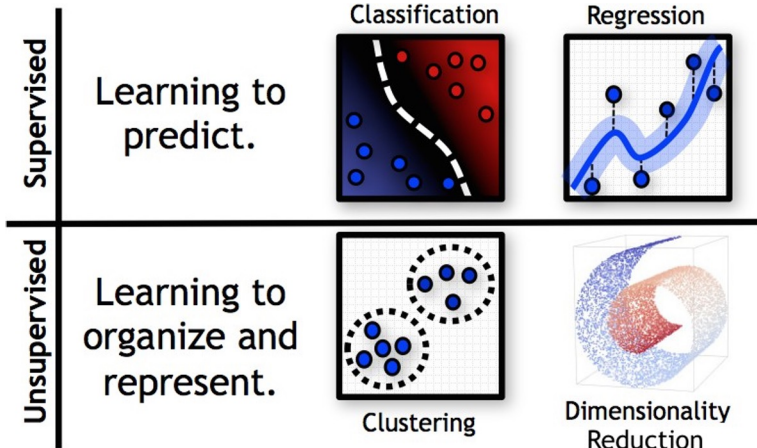 Supervised
Learning to
predict.
Classification
Regression
Unsupervised
Learning to
organize and
represent.
Clustering
Dimensionality
Reduction